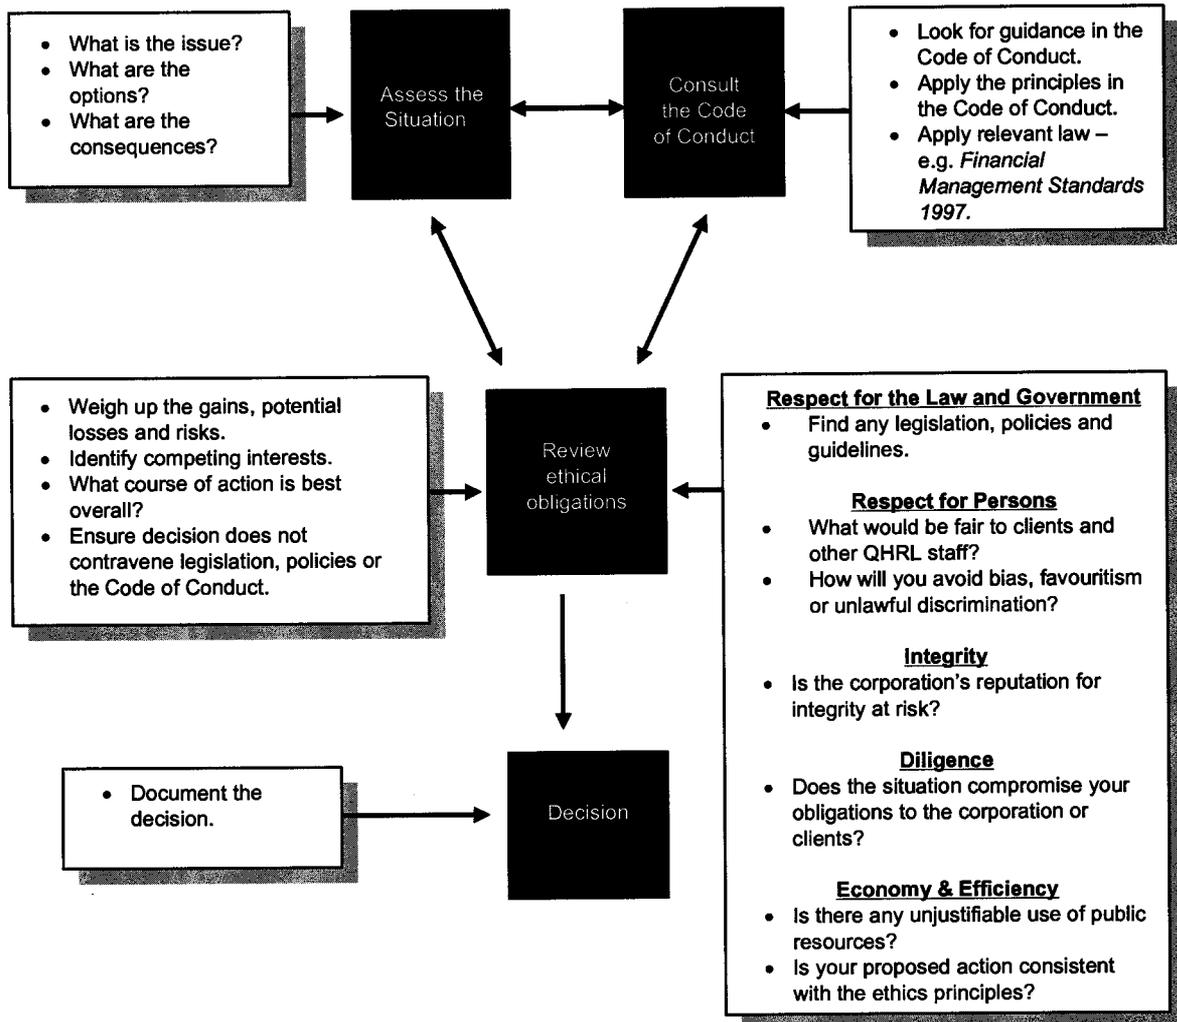 • What is the issue?
• What are the
options?
• What are the
consequences?
Assess the
Situation
Consult
the Code
of Conduct
• Look for guidance in the
Code of Conduct.
• Apply the principles in
the Code of Conduct.
• Apply relevant law –
e.g. Financial
Management Standards
1997.
• Weigh up the gains, potential
losses and risks.
• Identify competing interests.
• What course of action is best
overall?
• Ensure decision does not
contravene legislation, policies or
the Code of Conduct.
Review
ethical
obligations
Respect for the Law and Government
• Find any legislation, policies and
guidelines.
Respect for Persons
• What would be fair to clients and
other QHRL staff?
• How will you avoid bias, favouritism
or unlawful discrimination?
Integrity
• Is the corporation's reputation for
integrity at risk?
Diligence
• Does the situation compromise your
obligations to the corporation or
clients?
Economy & Efficiency
• Is there any unjustifiable use of public
resources?
• Is your proposed action consistent
with the ethics principles?
• Document the
decision.
Decision